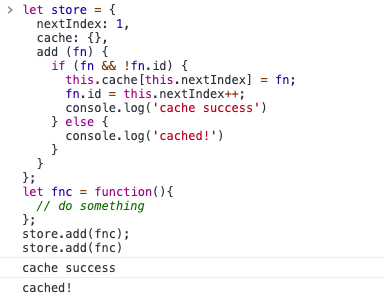 > let store = {
    nextIndex: 1,
    cache: {},
    add (fn) {
      if (fn && !fn.id) {
        this.cache[this.nextIndex] = fn;
        fn.id = this.nextIndex++;
        console.log('cache success')
      } else {
        console.log('cached!')
      }
    }
  };
  let fnc = function(){
    // do something
  };
  store.add(fnc);
  store.add(fnc)
  cache success
  cached!